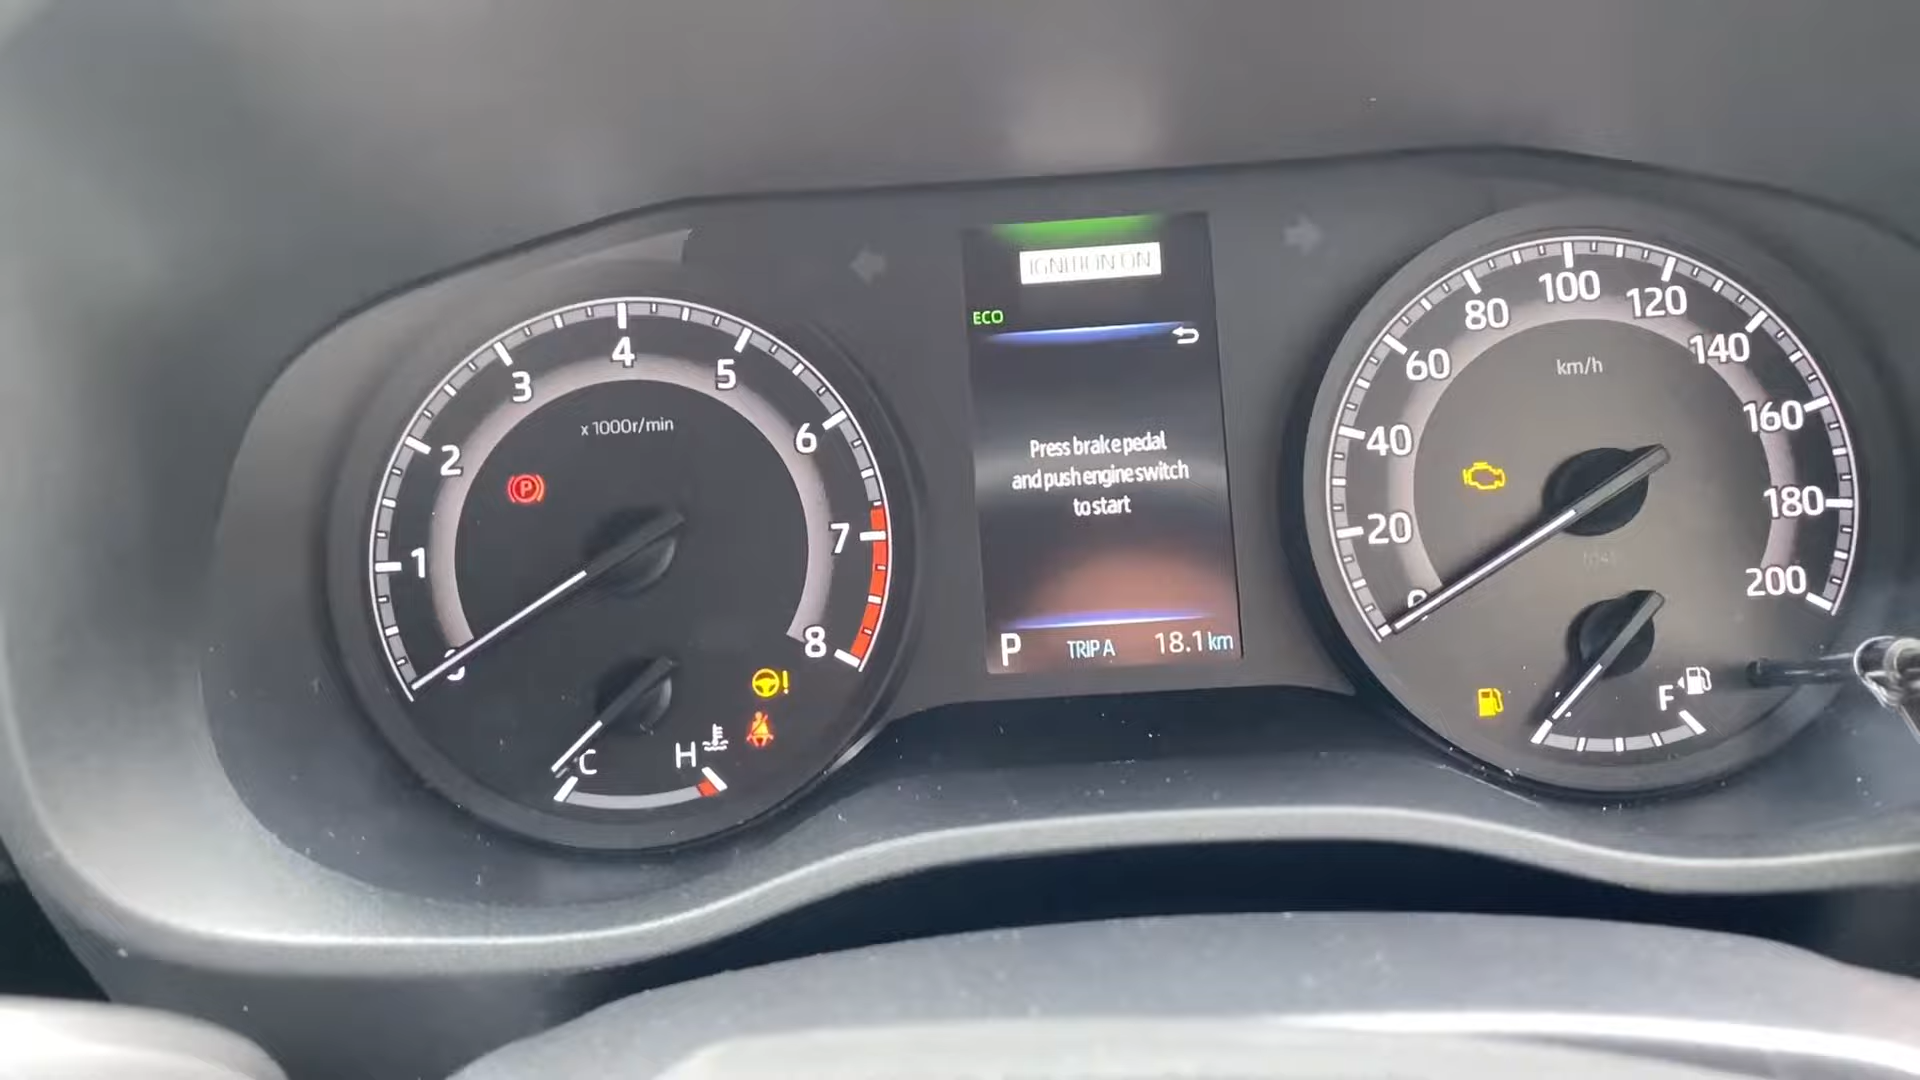 IGNITION ON
ECO
Press brake pedal
and push engine switch
to start
P
TRIP A
18.1 km
x 1000r/min
1
2
3
4
5
6
7
8
P
!
C
H
km/h
0
20
40
60
80
100
120
140
160
180
200
F